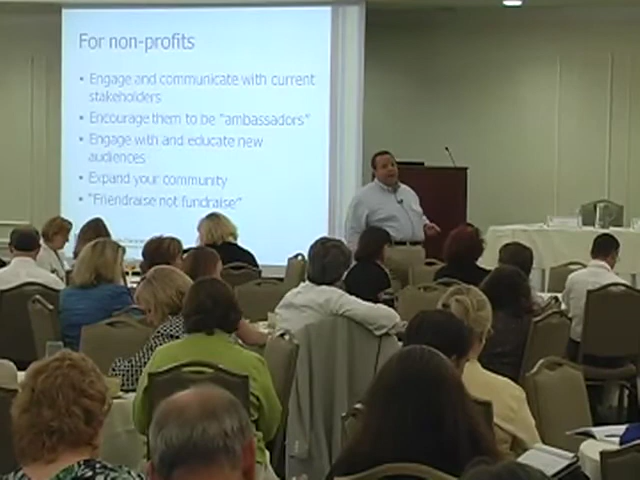 For non-profits
• Engage and communicate with current
stakeholders
• Encourage them to be "ambassadors"
• Engage with and educate new
audiences
• Expand your community
• "Friendraise not fundraise"